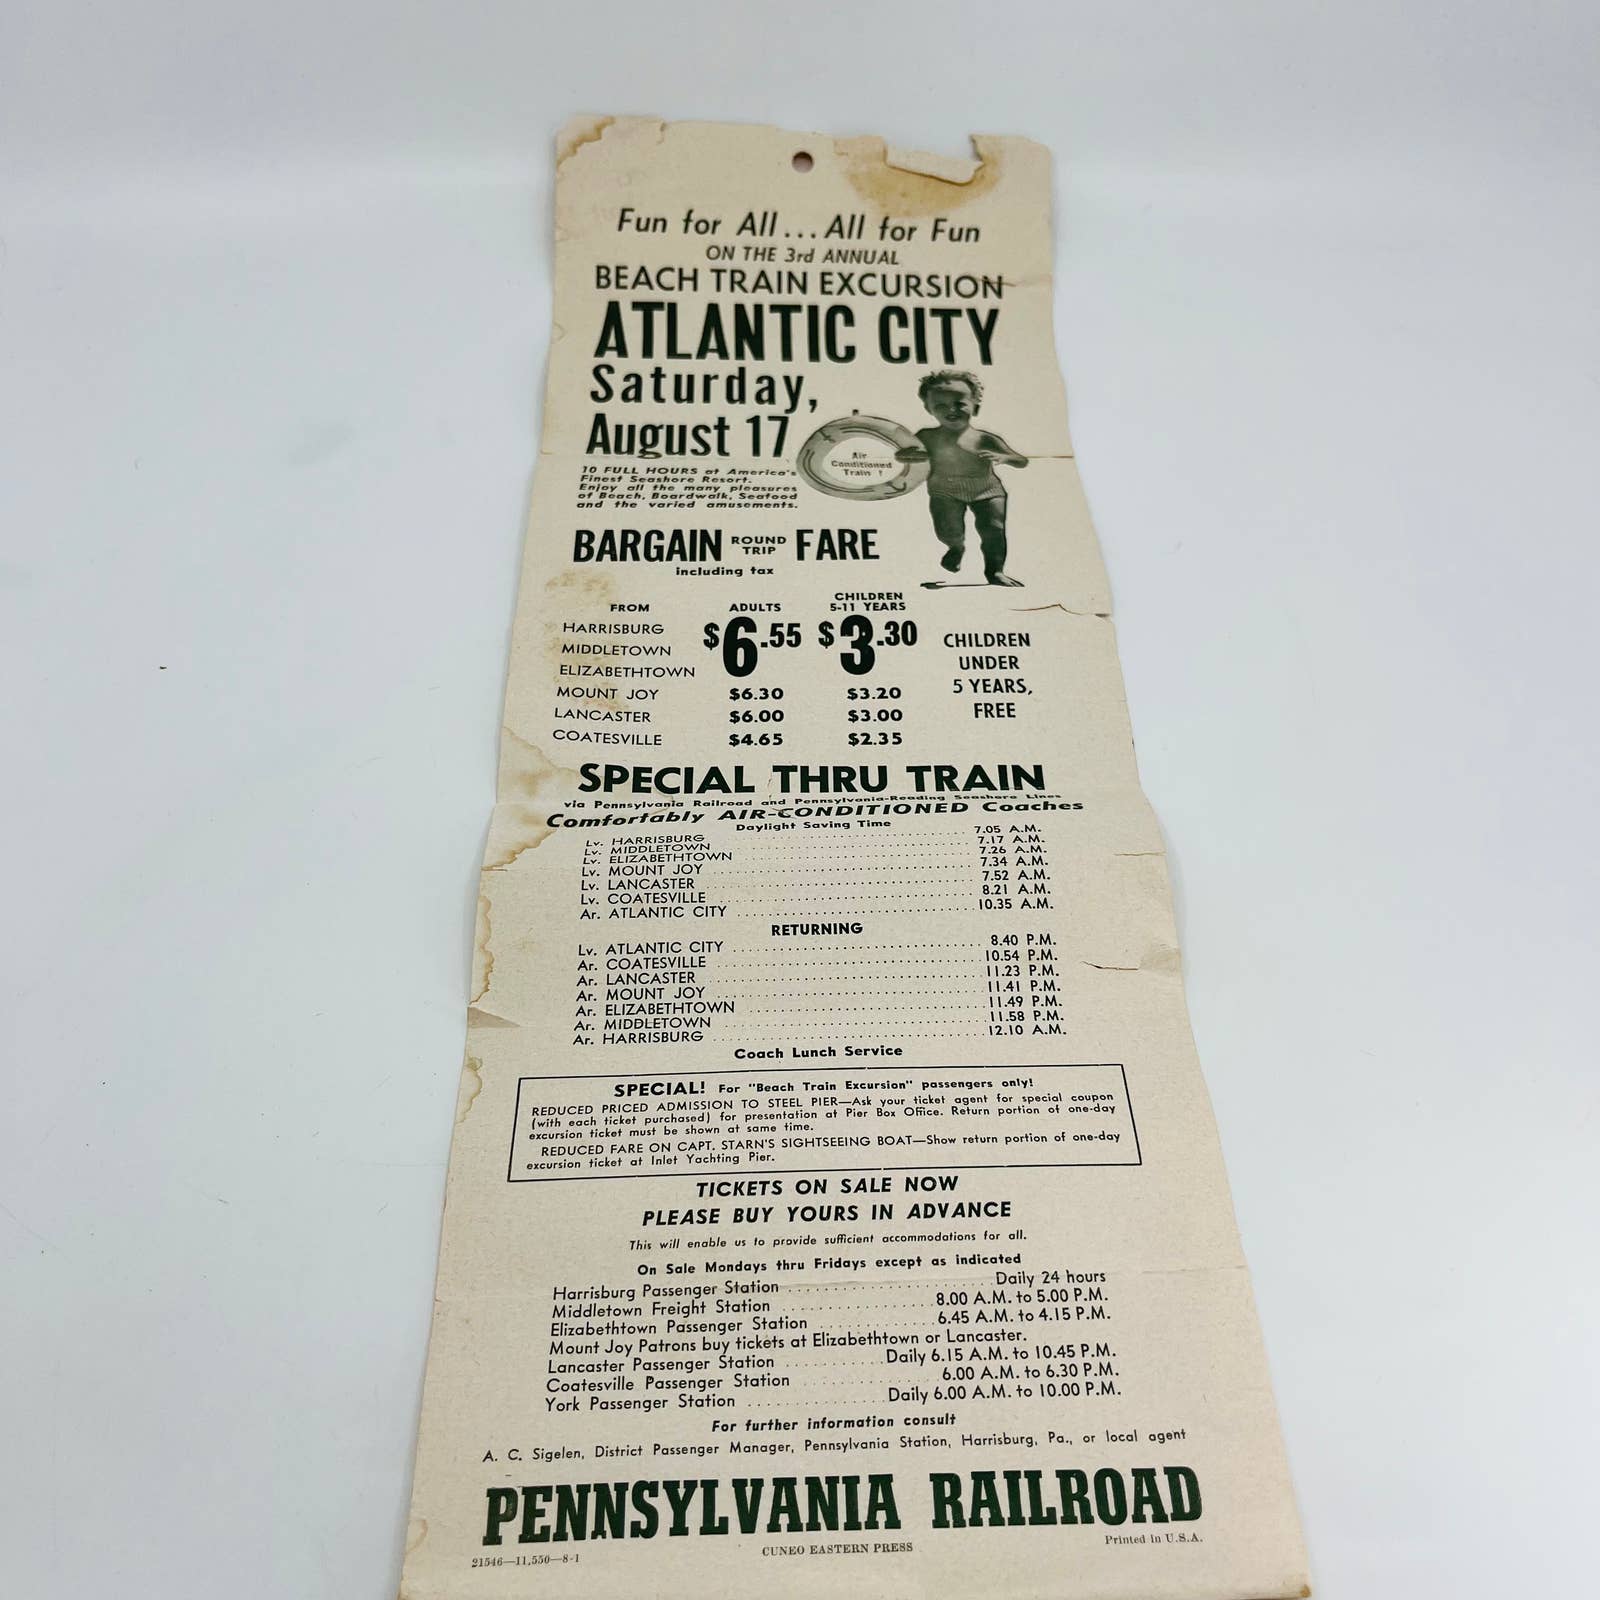 Fun for All...All for Fun
ON THE 3rd ANNUAL
BEACH TRAIN EXCURSION
ATLANTIC CITY
Saturday,
August 17
Air
Conditioned
Train !
10 FULL HOURS at America's
Finest Seashore Resort.
Enjoy all the many pleasures
of Beach, Boardwalk, Seafood
and the varied amusements.
BARGAIN ROUND TRIP FARE
including tax
FROM ADULTS CHILDREN 5-11 YEARS
HARRISBURG
MIDDLETOWN $6.55 $3.30
ELIZABETHTOWN
MOUNT JOY $6.30 $3.20
LANCASTER $6.00 $3.00
COATESVILLE $4.65 $2.35
CHILDREN
UNDER
5 YEARS,
FREE
SPECIAL THRU TRAIN
via Pennsylvania Railroad and Pennsylvania-Reading Seashore Lines
Comfortably AIR-CONDITIONED Coaches
Daylight Saving Time
Lv. HARRISBURG 7.05 A.M.
Lv. MIDDLETOWN 7.17 A.M.
Lv. ELIZABETHTOWN 7.26 A.M.
Lv. MOUNT JOY 7.34 A.M.
Lv. LANCASTER 7.52 A.M.
Lv. COATESVILLE 8.21 A.M.
Ar. ATLANTIC CITY 10.35 A.M.
RETURNING
Lv. ATLANTIC CITY 8.40 P.M.
Ar. COATESVILLE 10.54 P.M.
Ar. LANCASTER 11.23 P.M.
Ar. MOUNT JOY 11.41 P.M.
Ar. ELIZABETHTOWN 11.49 P.M.
Ar. MIDDLETOWN 11.58 P.M.
Ar. HARRISBURG 12.10 A.M.
Coach Lunch Service
SPECIAL! For "Beach Train Excursion" passengers only!
REDUCED PRICED ADMISSION TO STEEL PIER—Ask your ticket agent for special coupon
(with each ticket purchased) for presentation at Pier Box Office. Return portion of one-day
excursion ticket must be shown at same time.
REDUCED FARE ON CAPT. STARN'S SIGHTSEEING BOAT—Show return portion of one-day
excursion ticket at Inlet Yachting Pier.
TICKETS ON SALE NOW
PLEASE BUY YOURS IN ADVANCE
This will enable us to provide sufficient accommodations for all.
On Sale Mondays thru Fridays except as indicated
Harrisburg Passenger Station Daily 24 hours
Middletown Freight Station 8.00 A.M. to 5.00 P.M.
Elizabethtown Passenger Station 6.45 A.M. to 4.15 P.M.
Mount Joy Patrons buy tickets at Elizabethtown or Lancaster.
Lancaster Passenger Station Daily 6.15 A.M. to 10.45 P.M.
Coatesville Passenger Station 6.00 A.M. to 6.30 P.M.
York Passenger Station Daily 6.00 A.M. to 10.00 P.M.
For further information consult
A. C. Sigelen, District Passenger Manager, Pennsylvania Station, Harrisburg, Pa., or local agent
PENNSYLVANIA RAILROAD
21546—11,550—8-1 CUNEO EASTERN PRESS Printed in U.S.A.